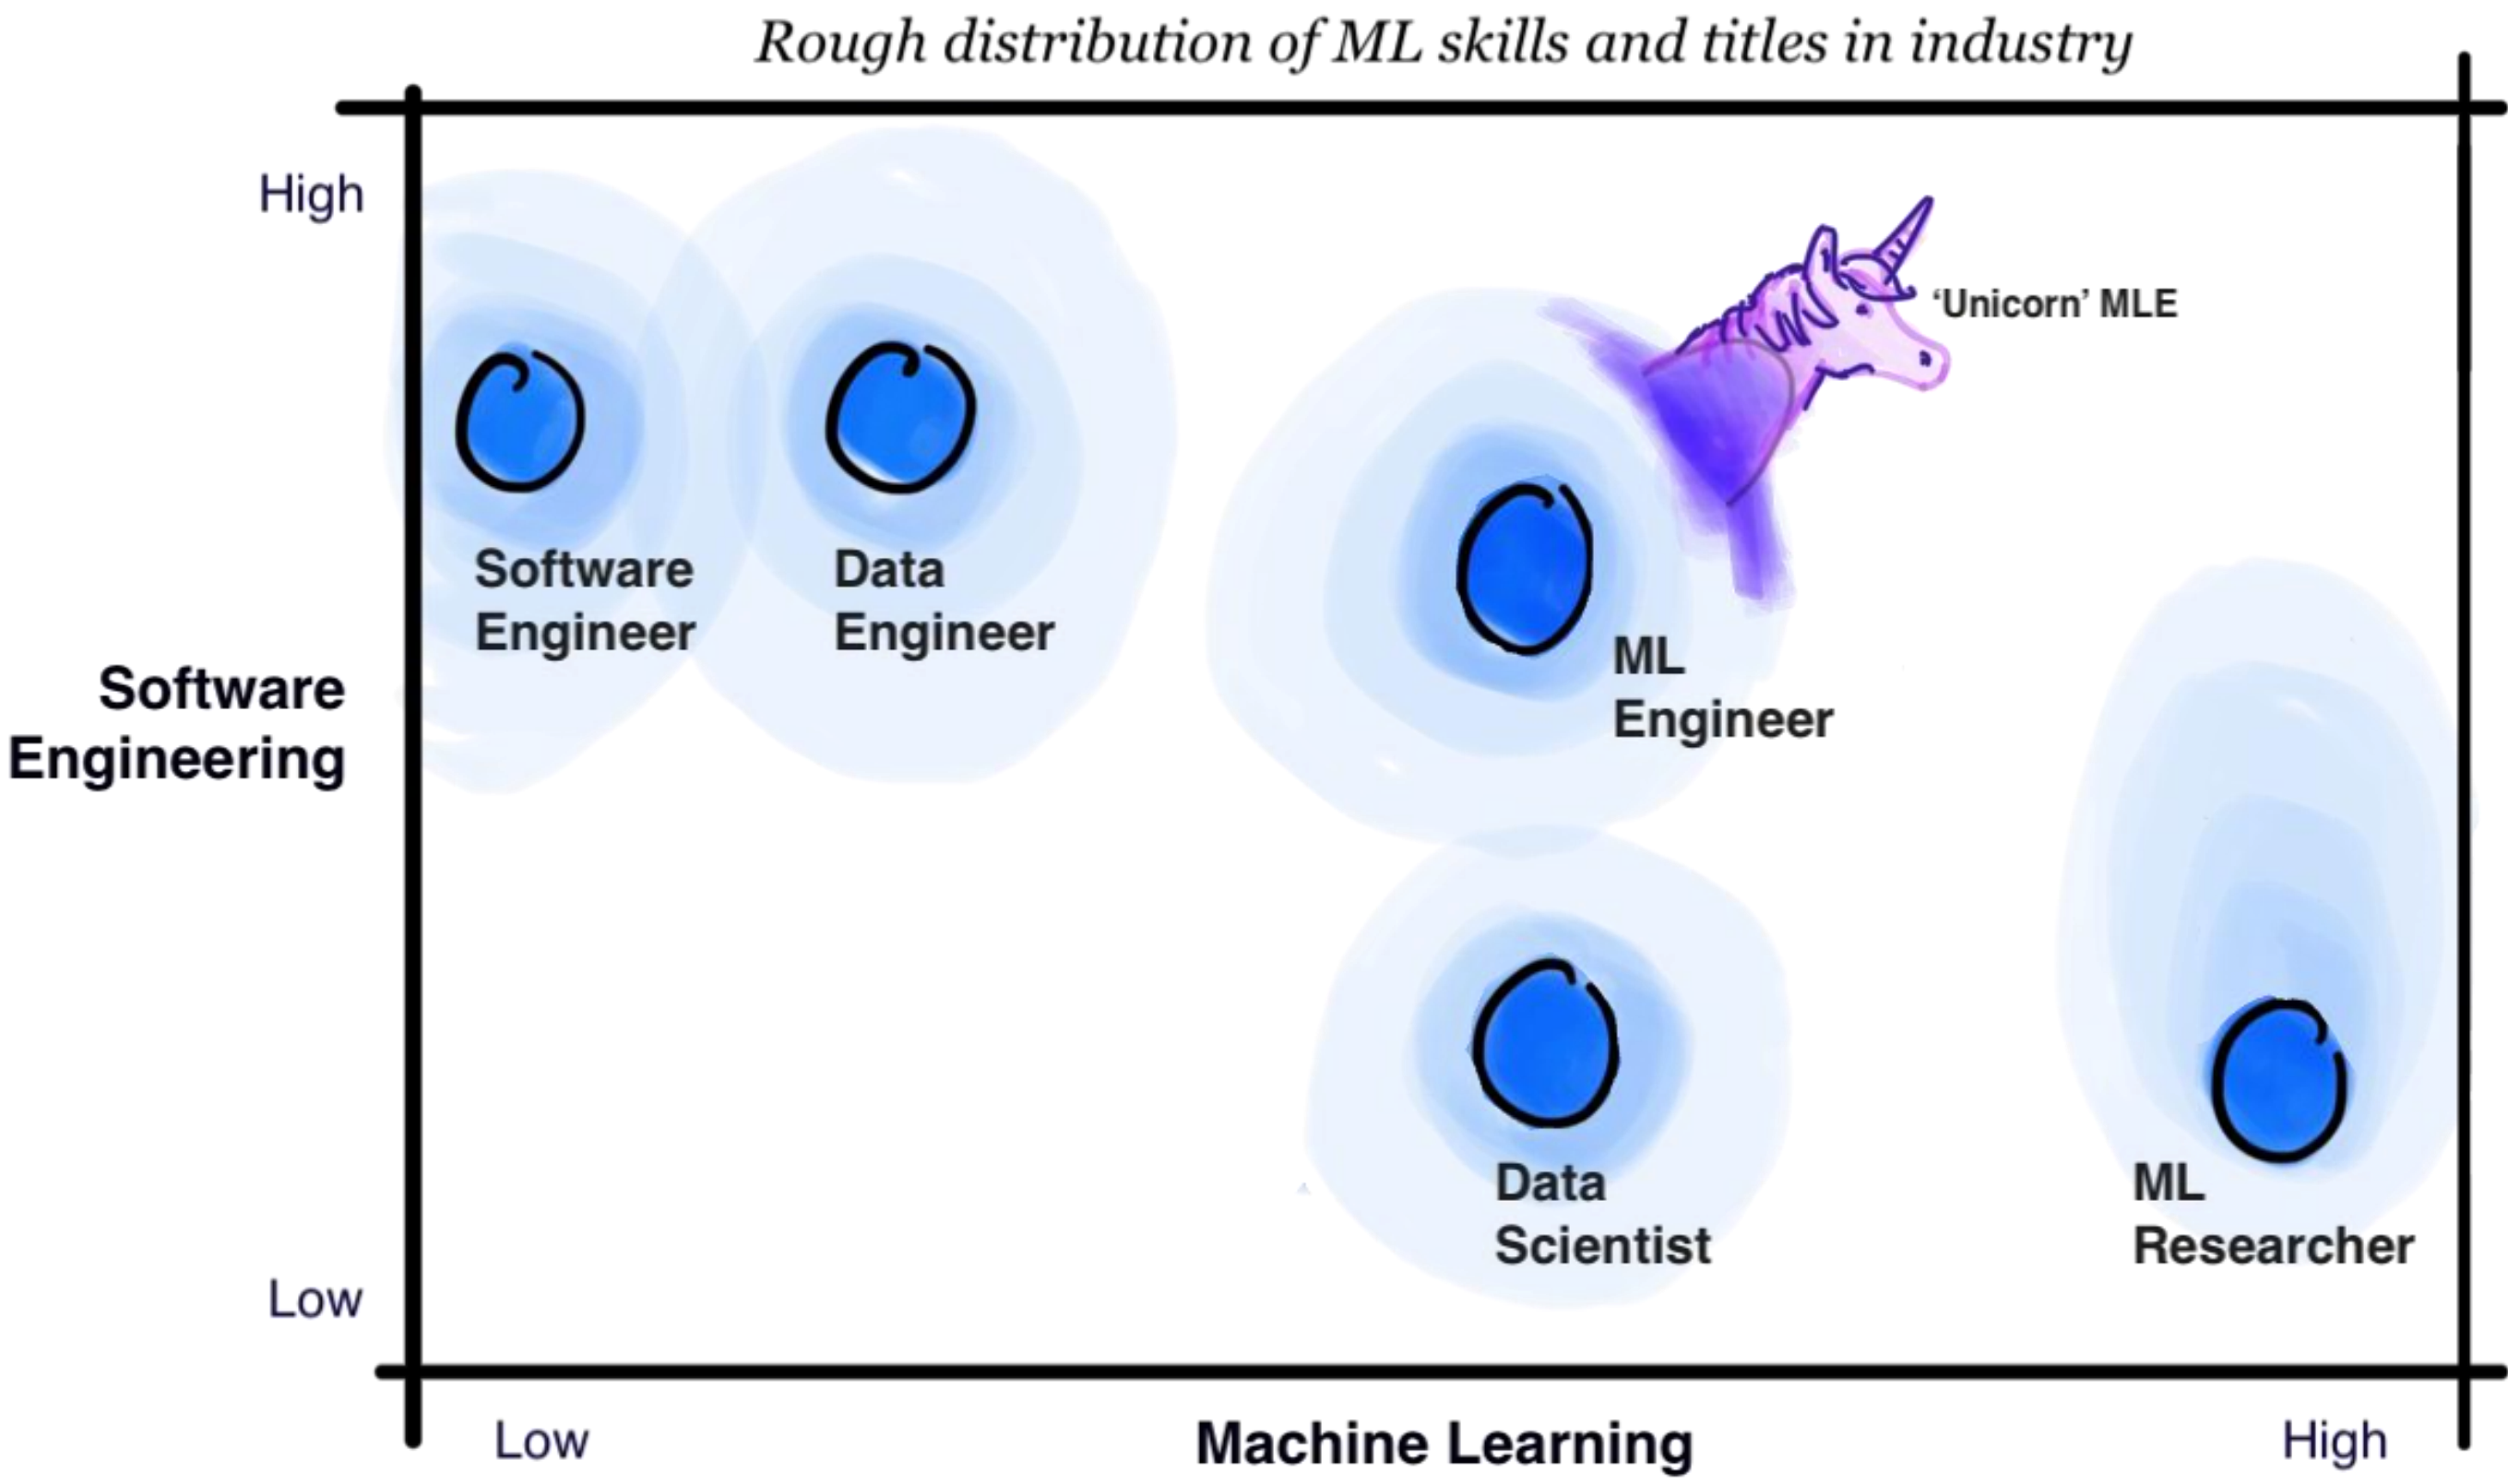 Rough distribution of ML skills and titles in industry
High
‘Unicorn’ MLE
Software
Engineer
Data
Engineer
ML
Engineer
Software
Engineering
Data
Scientist
ML
Researcher
Low
Low
Machine Learning
High